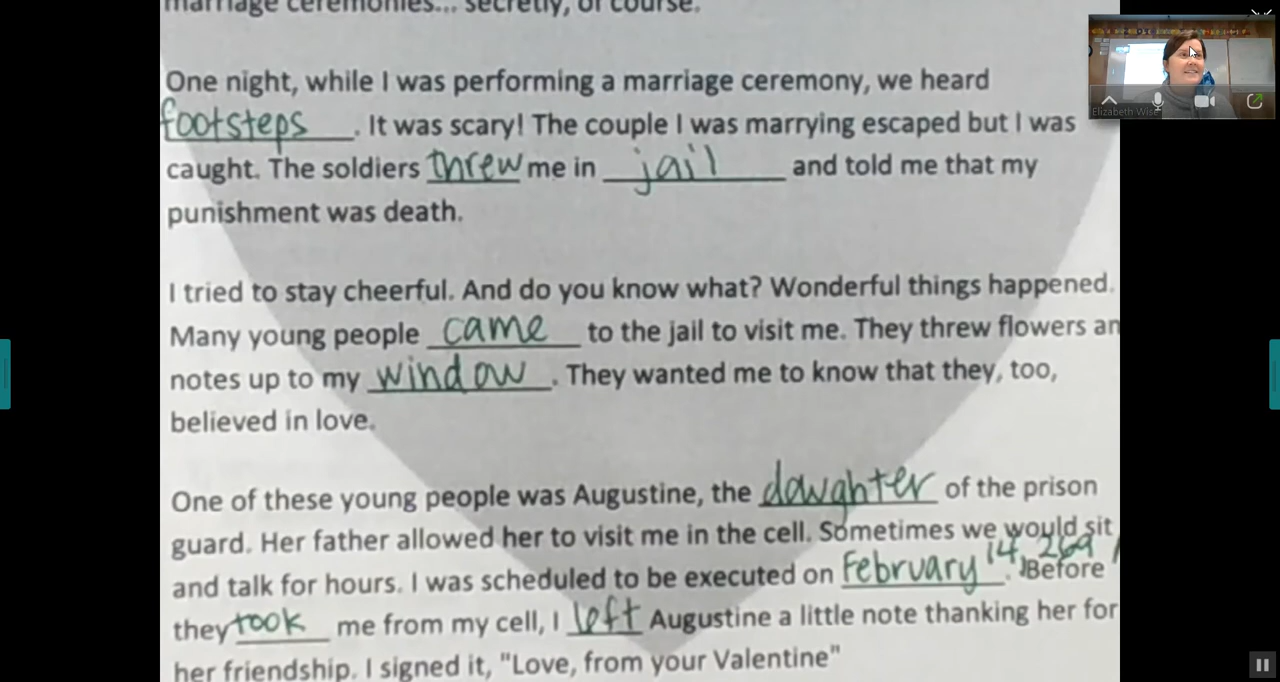 marriage ceremonies... secretly, of course.
One night, while I was performing a marriage ceremony, we heard
footsteps. It was scary! The couple I was marrying escaped but I was
caught. The soldiers threw me in jail and told me that my
punishment was death.
I tried to stay cheerful. And do you know what? Wonderful things happened.
Many young people came to the jail to visit me. They threw flowers an
notes up to my window. They wanted me to know that they, too,
believed in love.
One of these young people was Augustine, the daughter of the prison
guard. Her father allowed her to visit me in the cell. Sometimes we would sit
and talk for hours. I was scheduled to be executed on February 14, 269. Before
they took me from my cell, I left Augustine a little note thanking her for
her friendship. I signed it, "Love, from your Valentine"
Elizabeth Wise